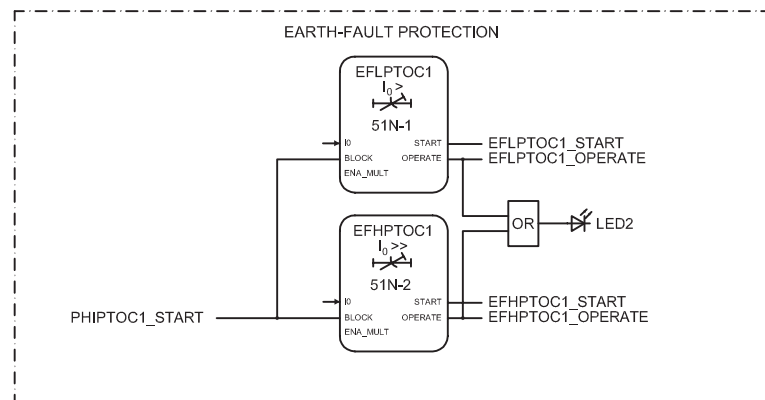 EARTH-FAULT PROTECTION
EFLPTOC1
I0 >
51N-1
I0
START
EFLPTOC1_START
BLOCK
OPERATE
EFLPTOC1_OPERATE
ENA_MULT
OR
LED2
EFHPTOC1
I0 >>
51N-2
I0
START
EFHPTOC1_START
PHIPTOC1_START
BLOCK
OPERATE
EFHPTOC1_OPERATE
ENA_MULT